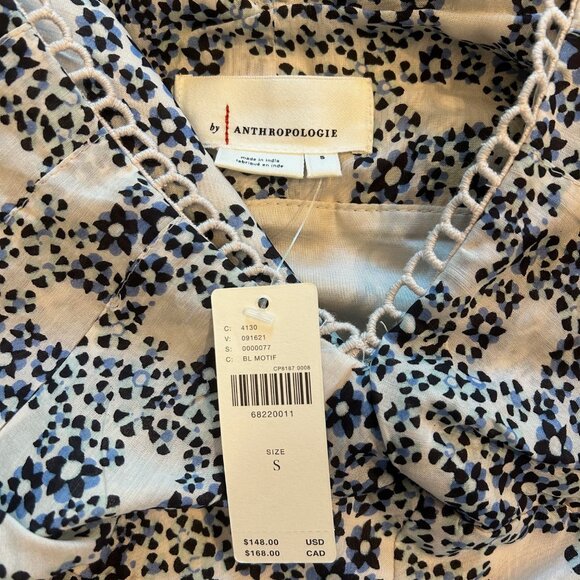 by ANTHROPOLOGIE
made in India
fabriqué en inde
S
C: 4130
V: 091621
S: 0000077
C: BL MOTIF
CP8187 0006
68220011
SIZE
S
$148.00 USD
$168.00 CAD